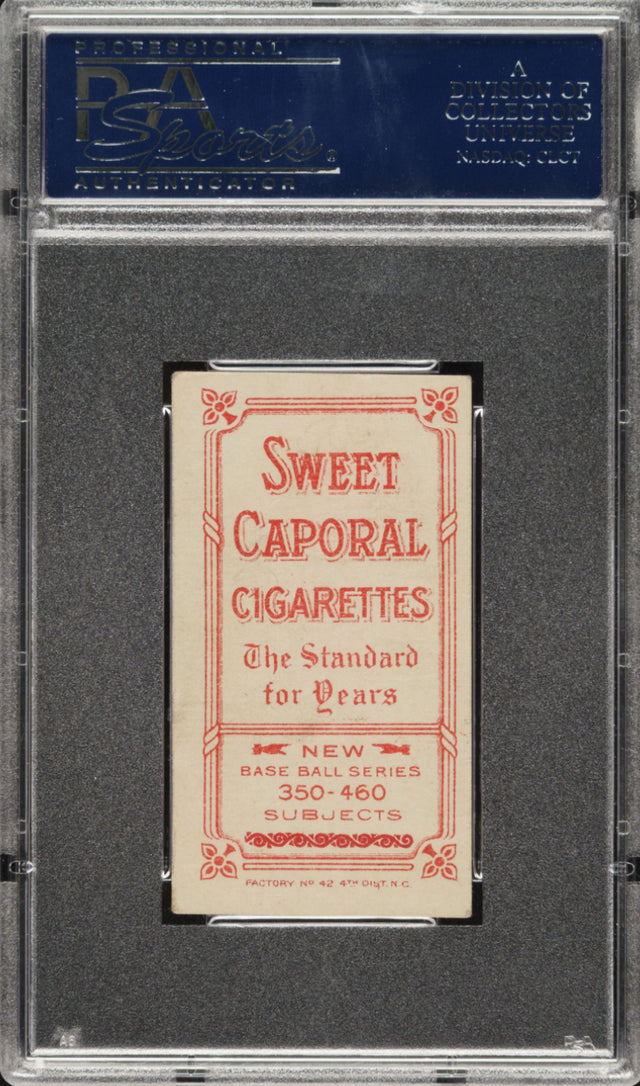 PROFESSIONAL
PSA
Sports
AUTHENTICATOR
A
DIVISION OF
COLLECTORS
UNIVERSE
NASDAQ: CLCT
SWEET
CAPORAL
CIGARETTES
The Standard
for Years
NEW
BASE BALL SERIES
350-460
SUBJECTS
FACTORY Nº 42 4TH DIST. N.C.
PSA